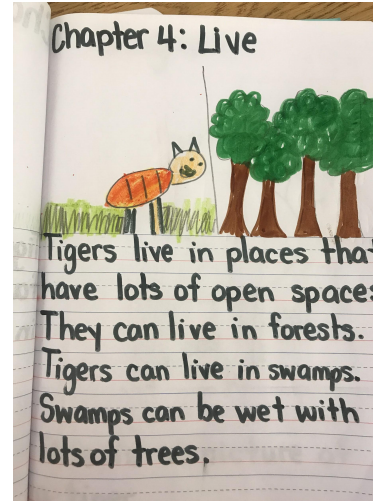 Chapter 4: Live
Tigers live in places that
have lots of open space
They can live in forests.
Tigers can live in swamps.
Swamps can be wet with
lots of trees.